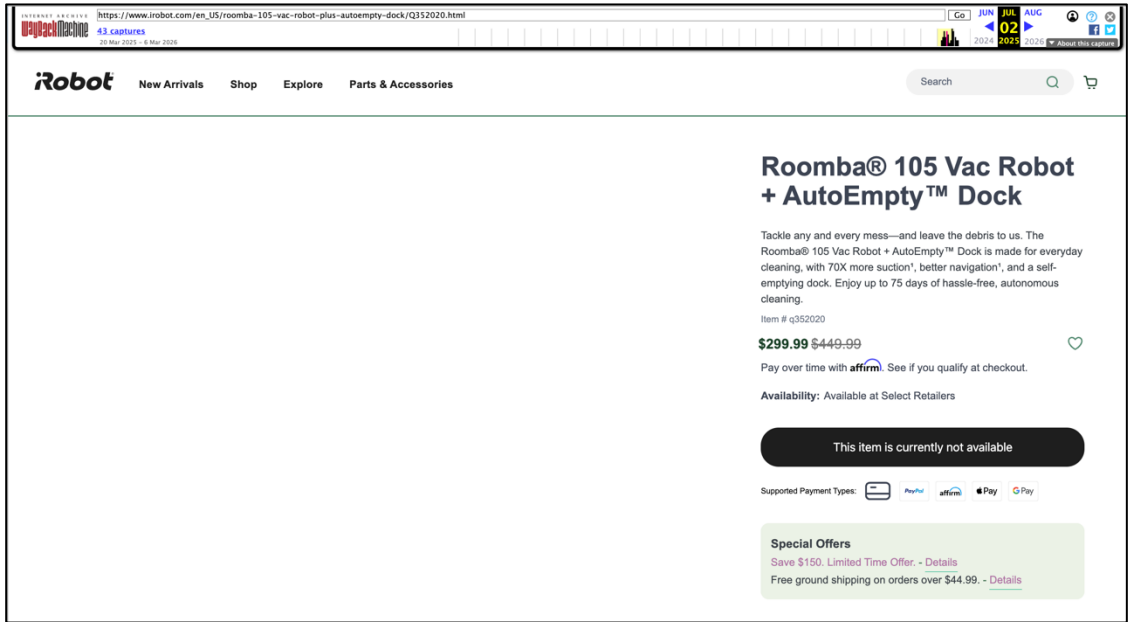 INTERNET ARCHIVE
WayBackMachine
https://www.irobot.com/en_US/roomba-105-vac-robot-plus-autoempty-dock/Q352020.html
Go
JUN JUL AUG
43 captures
02
20 Mar 2025 – 6 Mar 2026
2024 2025 2026
▼ About this capture
iRobot
New Arrivals Shop Explore Parts & Accessories
Search
Roomba® 105 Vac Robot
+ AutoEmpty™ Dock
Tackle any and every mess—and leave the debris to us. The
Roomba® 105 Vac Robot + AutoEmpty™ Dock is made for everyday
cleaning, with 70X more suction¹, better navigation¹, and a self-
emptying dock. Enjoy up to 75 days of hassle-free, autonomous
cleaning.
Item # q352020
$299.99 $449.99
Pay over time with affirm. See if you qualify at checkout.
Availability: Available at Select Retailers
This item is currently not available
Supported Payment Types: PayPal affirm Pay G Pay
Special Offers
Save $150. Limited Time Offer. - Details
Free ground shipping on orders over $44.99. - Details